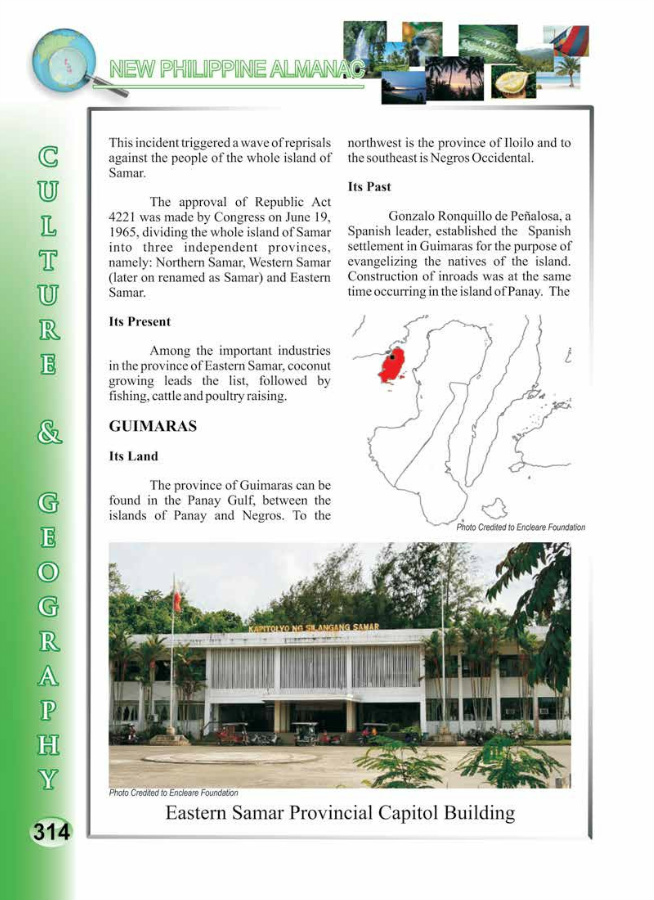 NEW PHILIPPINE ALMANAC
CULTURE & GEOGRAPHY
This incident triggered a wave of reprisals
against the people of the whole island of
Samar.
The approval of Republic Act
4221 was made by Congress on June 19,
1965, dividing the whole island of Samar
into three independent provinces,
namely: Northern Samar, Western Samar
(later on renamed as Samar) and Eastern
Samar.
Its Present
Among the important industries
in the province of Eastern Samar, coconut
growing leads the list, followed by
fishing, cattle and poultry raising.
GUIMARAS
Its Land
The province of Guimaras can be
found in the Panay Gulf, between the
islands of Panay and Negros. To the
northwest is the province of Iloilo and to
the southeast is Negros Occidental.
Its Past
Gonzalo Ronquillo de Peñalosa, a
Spanish leader, established the Spanish
settlement in Guimaras for the purpose of
evangelizing the natives of the island.
Construction of inroads was at the same
time occurring in the island of Panay. The
Photo Credited to Encleare Foundation
KAPITOLYO NG SILANGANG SAMAR
Photo Credited to Encleare Foundation
Eastern Samar Provincial Capitol Building
314